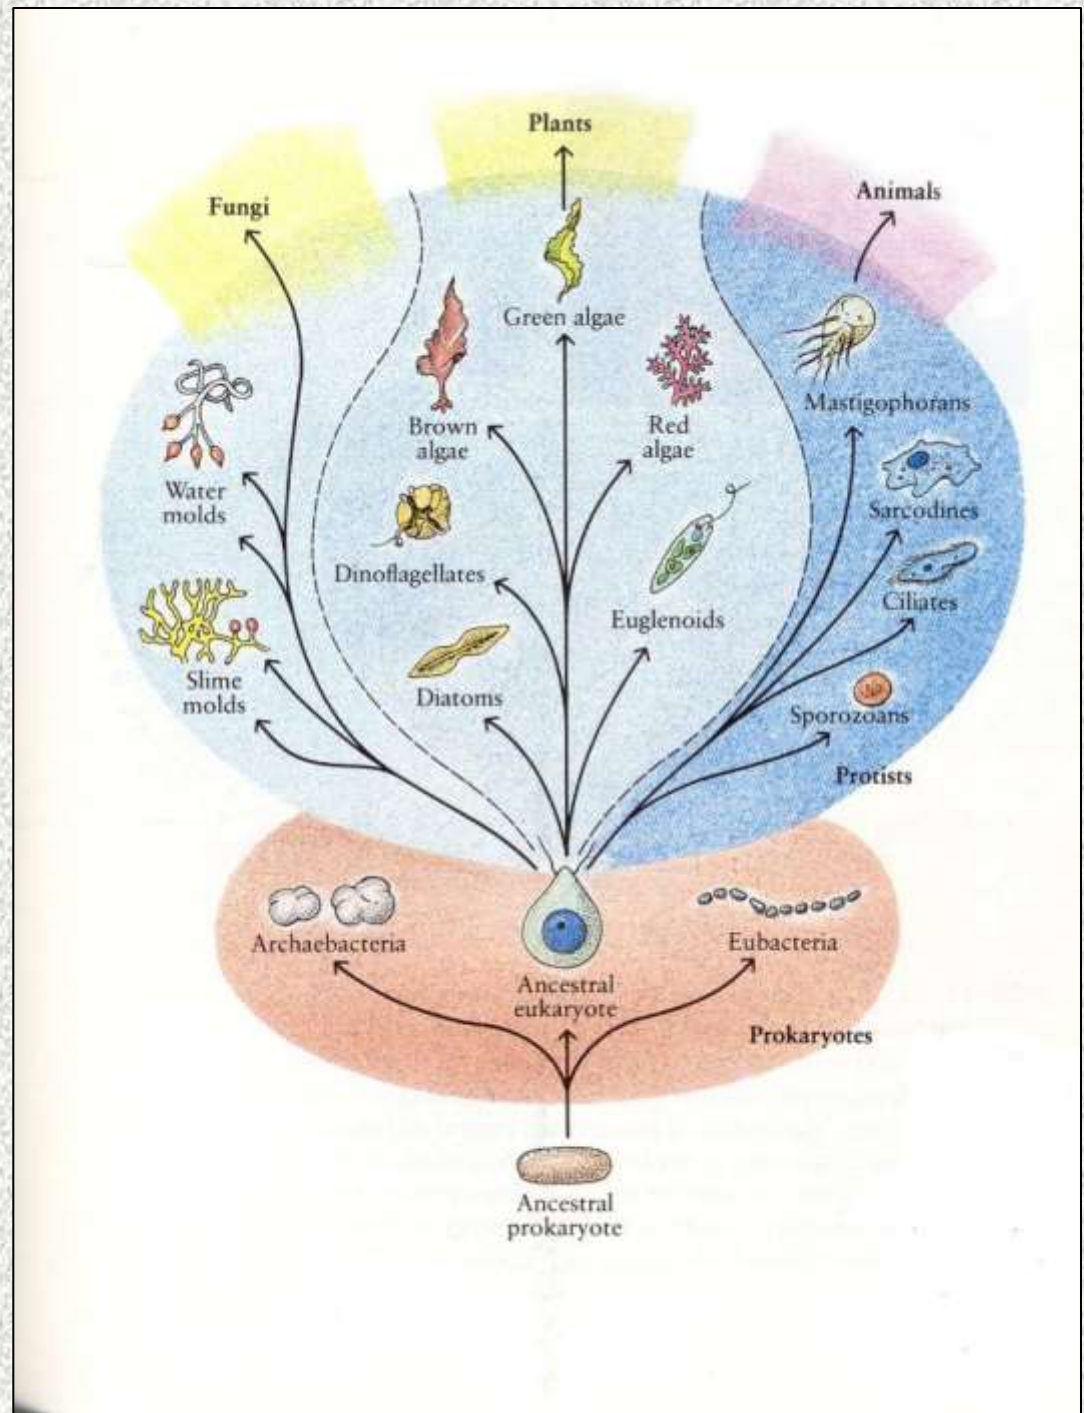 Plants
Fungi
Animals
Green algae
Brown
algae
Red
algae
Mastigophorans
Water
molds
Sarcodines
Dinoflagellates
Ciliates
Euglenoids
Slime
molds
Diatoms
Sporozoans
Protists
Archaebacteria
Eubacteria
Ancestral
eukaryote
Prokaryotes
Ancestral
prokaryote